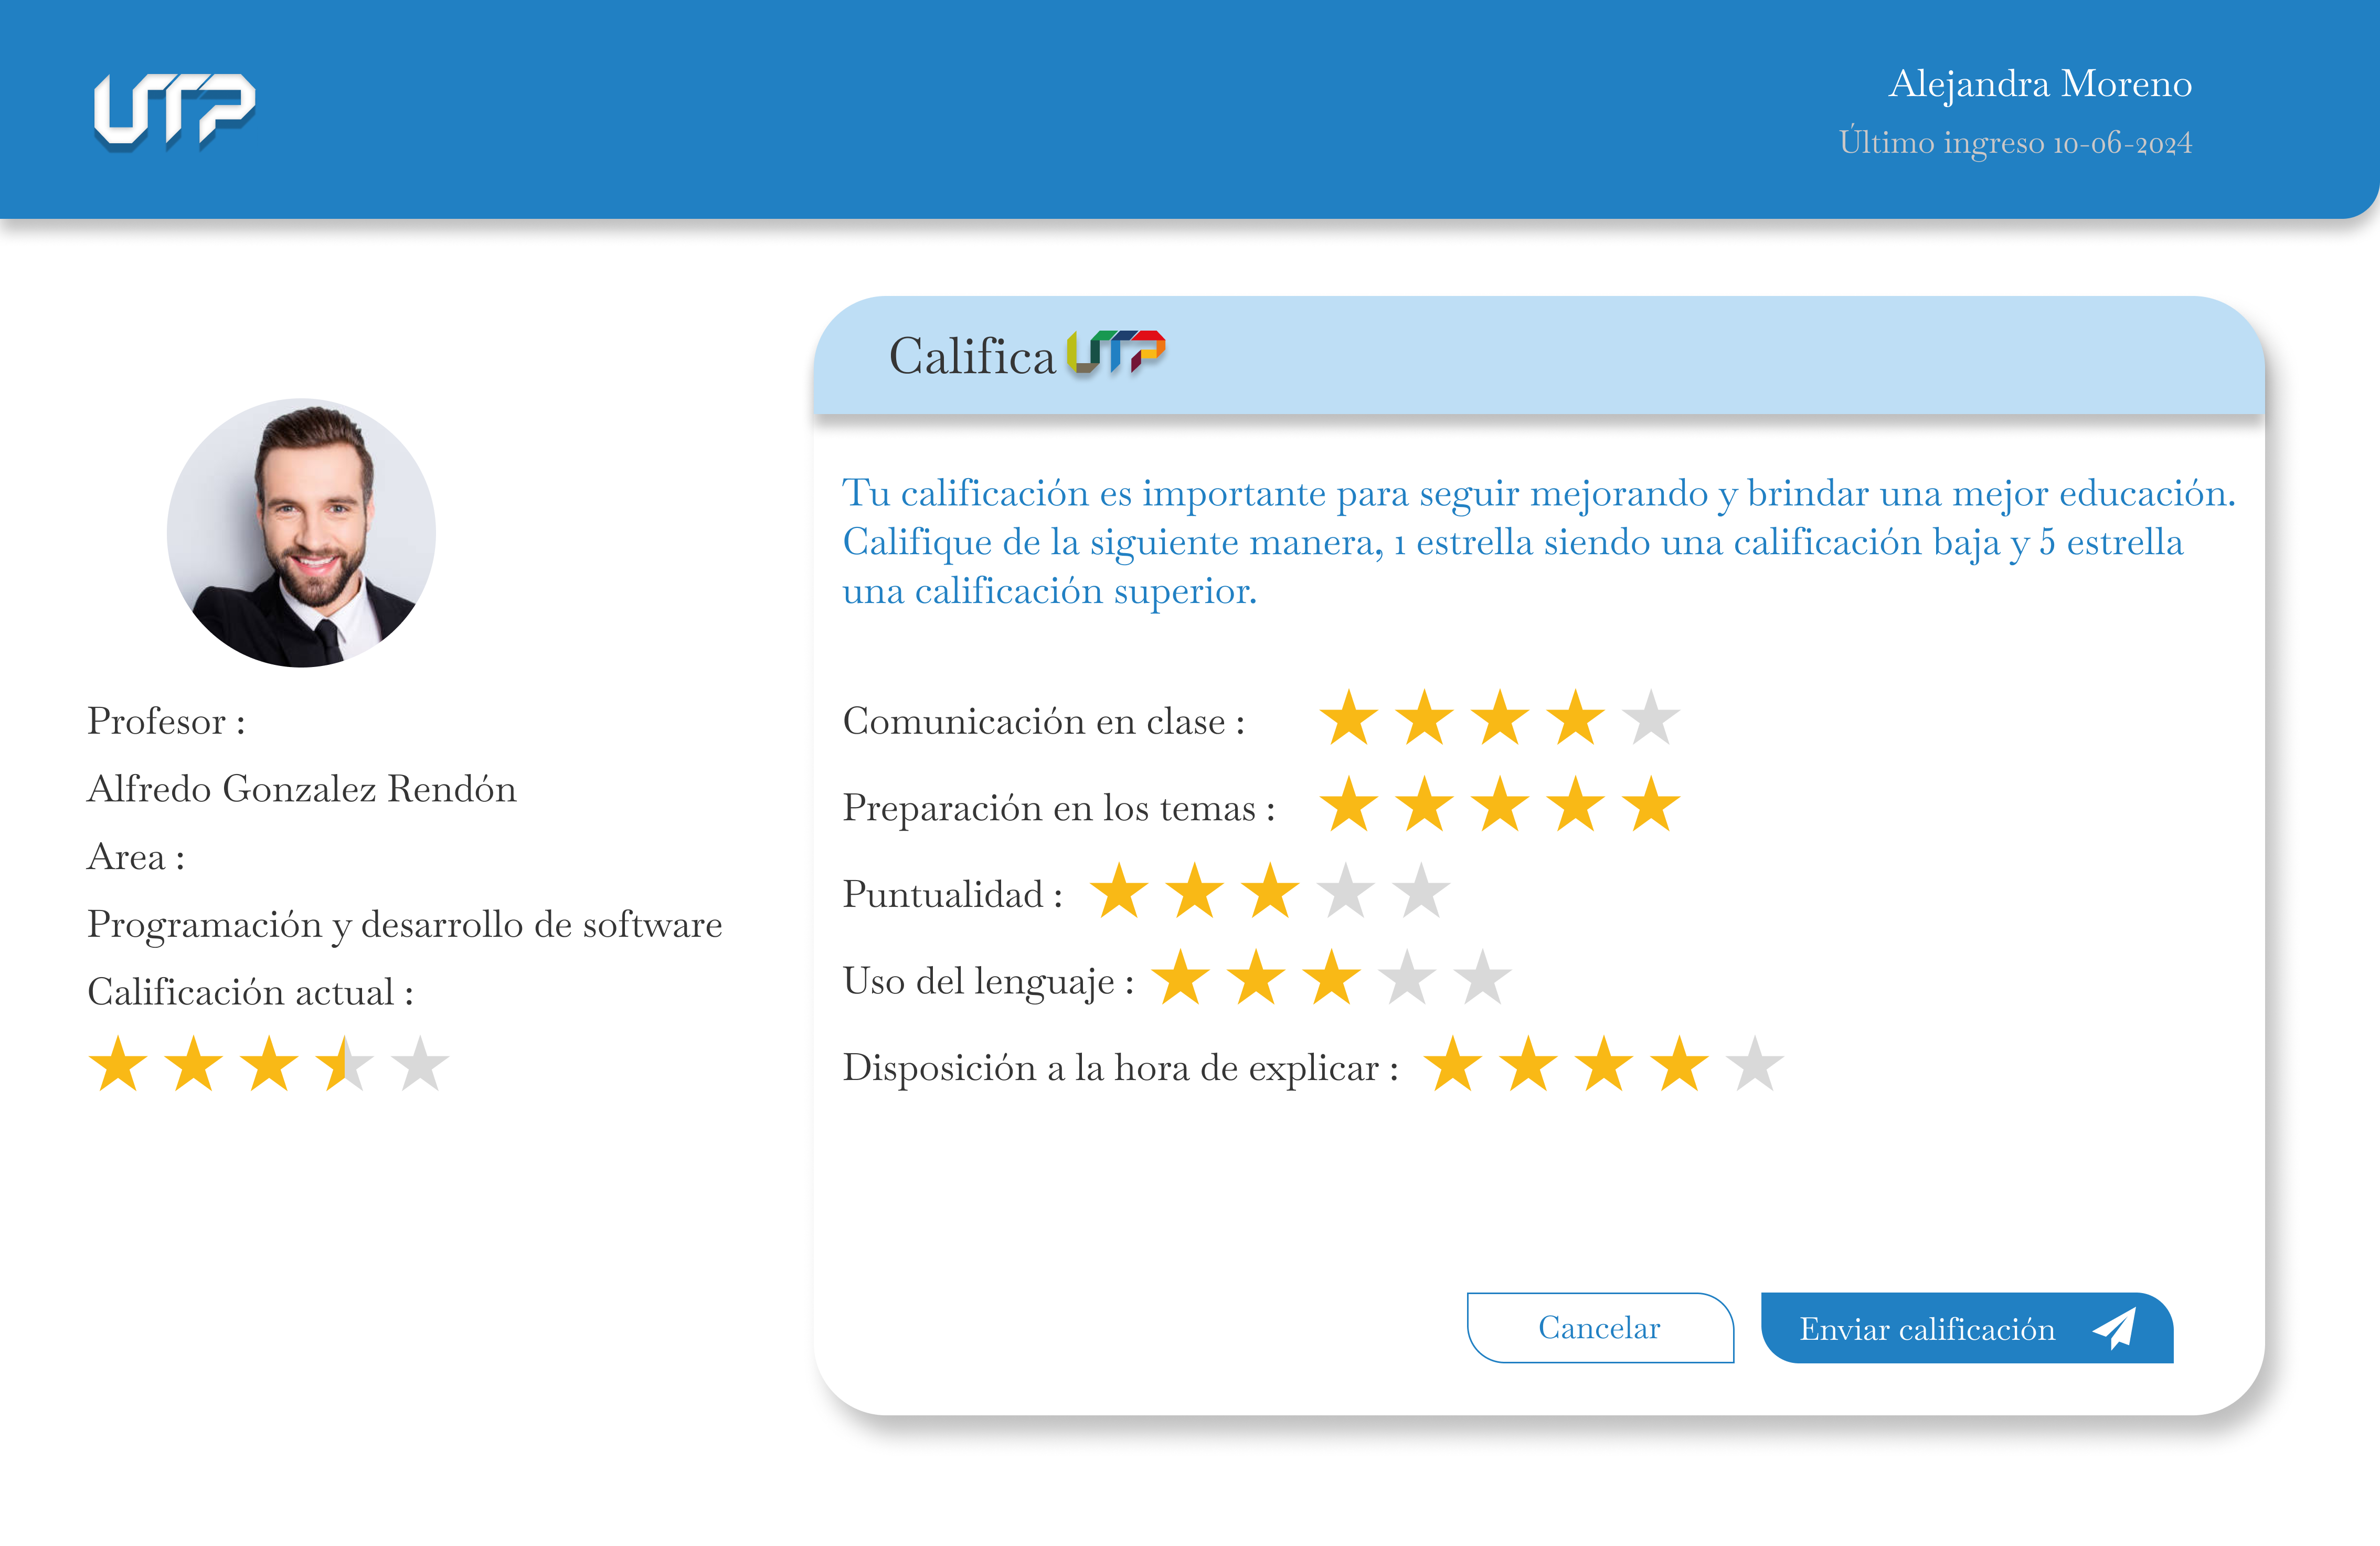 UTP
Alejandra Moreno
Último ingreso 10-06-2024
Califica UTP
Tu calificación es importante para seguir mejorando y brindar una mejor educación.
Califique de la siguiente manera, 1 estrella siendo una calificación baja y 5 estrella
una calificación superior.
Profesor :
Alfredo Gonzalez Rendón
Area :
Programación y desarrollo de software
Calificación actual :
Comunicación en clase :
Preparación en los temas :
Puntualidad :
Uso del lenguaje :
Disposición a la hora de explicar :
Cancelar
Enviar calificación